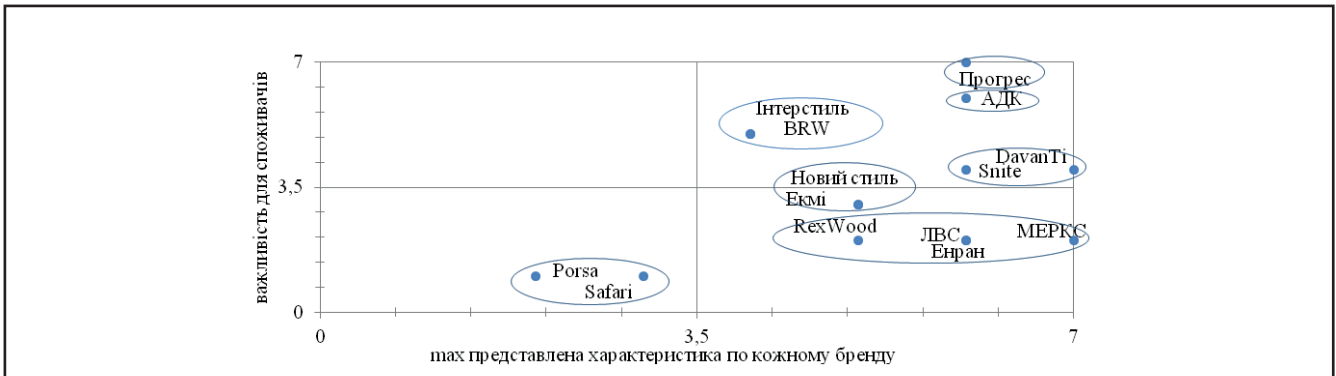 важливість для споживачів
7
Прогрес
АДК
Інтерстиль
BRW
DavanTi
Snite
3,5
Новий стиль
Екмі
RexWood
ЛВС
МЕРКС
Енран
Porsa
Safari
0
0
3,5
7
max представлена характеристика по кожному бренду